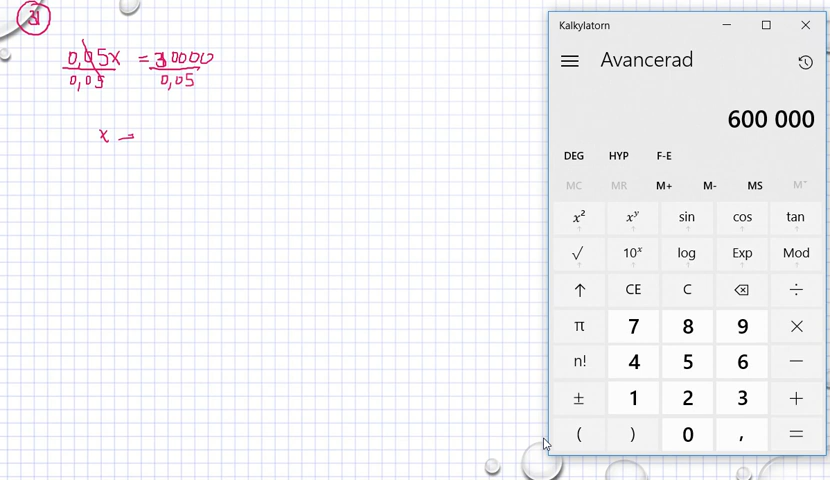 3
0,05x = 30000
0,05 0,05
x =
Kalkylatorn
Avancerad
600 000
DEG HYP F-E
MC MR M+ M- MS M˅
x² xʸ sin cos tan
√ 10ˣ log Exp Mod
↑ CE C ⌫ ÷
π 7 8 9 ×
n! 4 5 6 −
± 1 2 3 +
( ) 0 , =